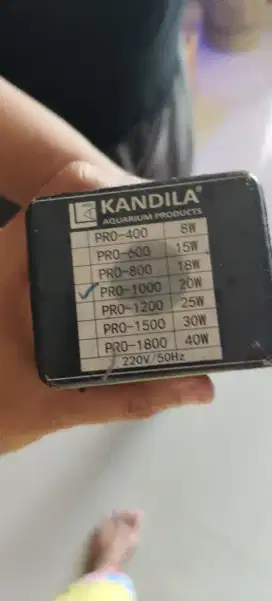 KANDILA®
AQUARIUM PRODUCTS
PRO-400 8W
PRO-600 15W
PRO-800 18W
PRO-1000 20W
PRO-1200 25W
PRO-1500 30W
PRO-1800 40W
220V/50Hz